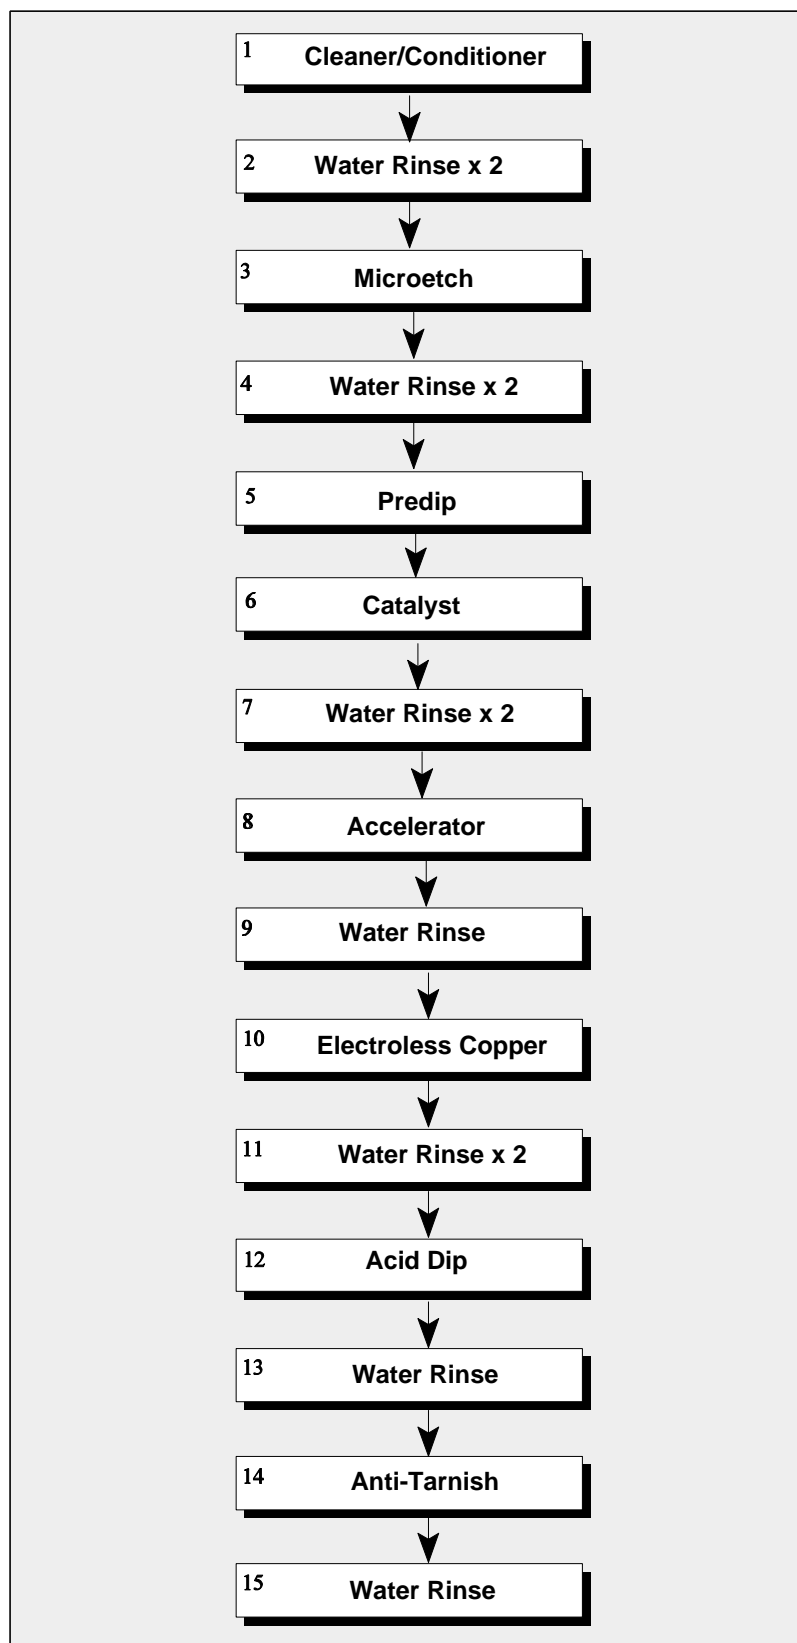 1 Cleaner/Conditioner
2 Water Rinse x 2
3 Microetch
4 Water Rinse x 2
5 Predip
6 Catalyst
7 Water Rinse x 2
8 Accelerator
9 Water Rinse
10 Electroless Copper
11 Water Rinse x 2
12 Acid Dip
13 Water Rinse
14 Anti-Tarnish
15 Water Rinse